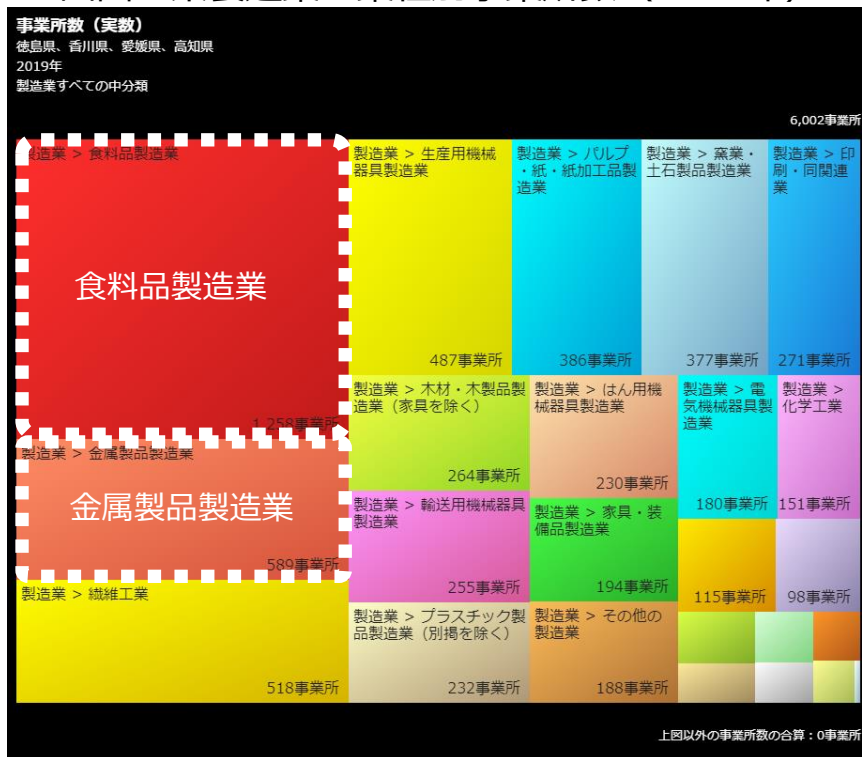 事業所数（実数）
徳島県、香川県、愛媛県、高知県
2019年
製造業すべての中分類
6,002事業所
製造業 > 食料品製造業
食料品製造業
1,258事業所
製造業 > 金属製品製造業
金属製品製造業
589事業所
製造業 > 繊維工業
518事業所
製造業 > 生産用機械
器具製造業
487事業所
製造業 > パルプ
・紙・紙加工品製
造業
386事業所
製造業 > 窯業・
土石製品製造業
377事業所
製造業 > 印
刷・同関連
業
271事業所
製造業 > 木材・木製品製
造業（家具を除く）
264事業所
製造業 > はん用機
械器具製造業
230事業所
製造業 > 電
気機械器具製
造業
180事業所
製造業 >
化学工業
151事業所
製造業 > 輸送用機械器具
製造業
255事業所
製造業 > 家具・装
備品製造業
194事業所
115事業所
98事業所
製造業 > プラスチック製
品製造業（別掲を除く）
232事業所
製造業 > その他の
製造業
188事業所
上図以外の事業所数の合算：0事業所